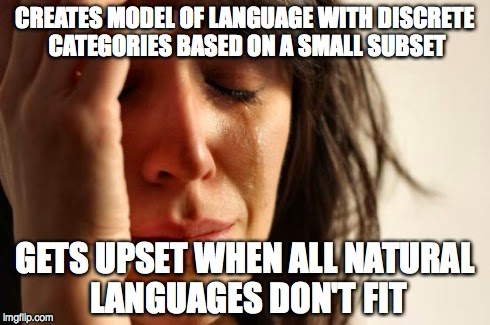 CREATES MODEL OF LANGUAGE WITH DISCRETE
CATEGORIES BASED ON A SMALL SUBSET
GETS UPSET WHEN ALL NATURAL
LANGUAGES DON'T FIT
imgflip.com